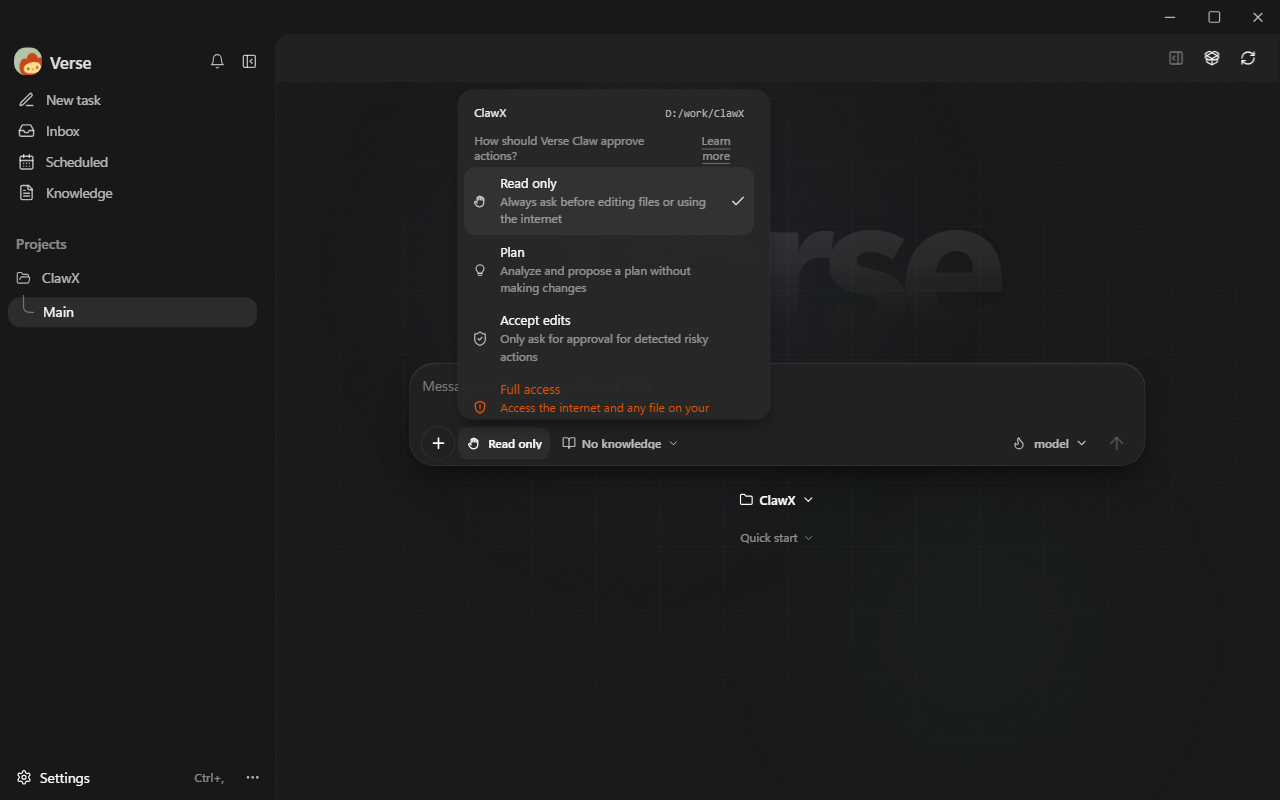 Verse
New task
Inbox
Scheduled
Knowledge
Projects
ClawX
Main
ClawX D:/work/ClawX
How should Verse Claw approve actions? Learn more
Read only
Always ask before editing files or using
the internet
Plan
Analyze and propose a plan without
making changes
Accept edits
Only ask for approval for detected risky
actions
Full access
Access the internet and any file on your
rse
Messa
Read only No knowledge model
ClawX
Quick start
Settings Ctrl+,